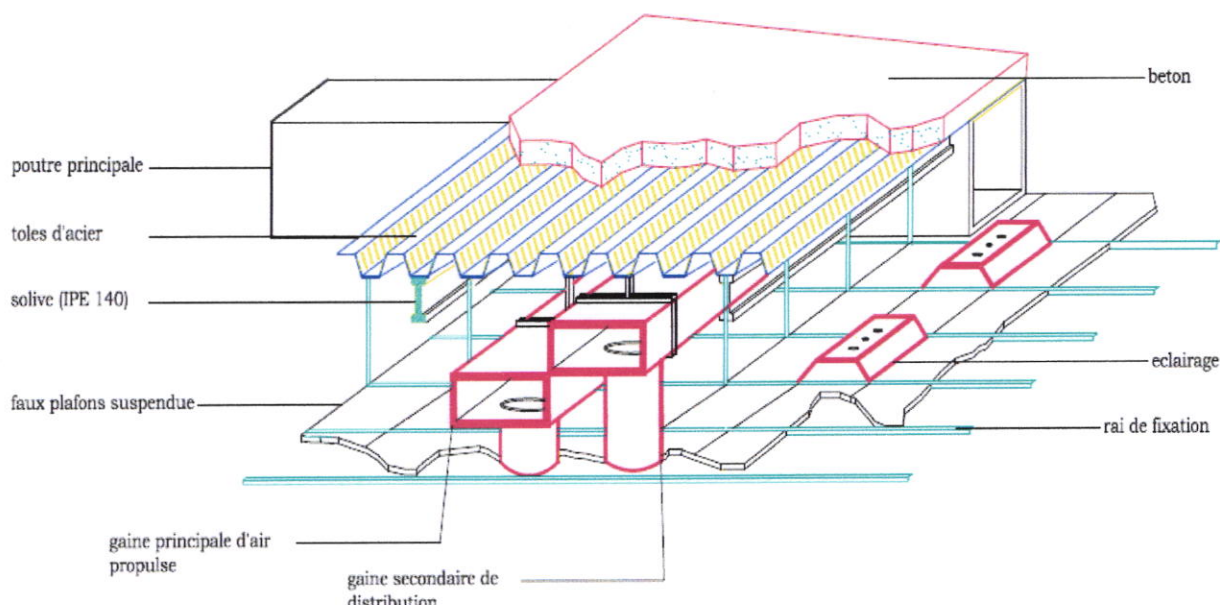 beton
poutre principale
toles d'acier
solive (IPE 140)
eclairage
faux plafons suspendue
rai de fixation
gaine principale d'air
propulse
gaine secondaire de
distribution